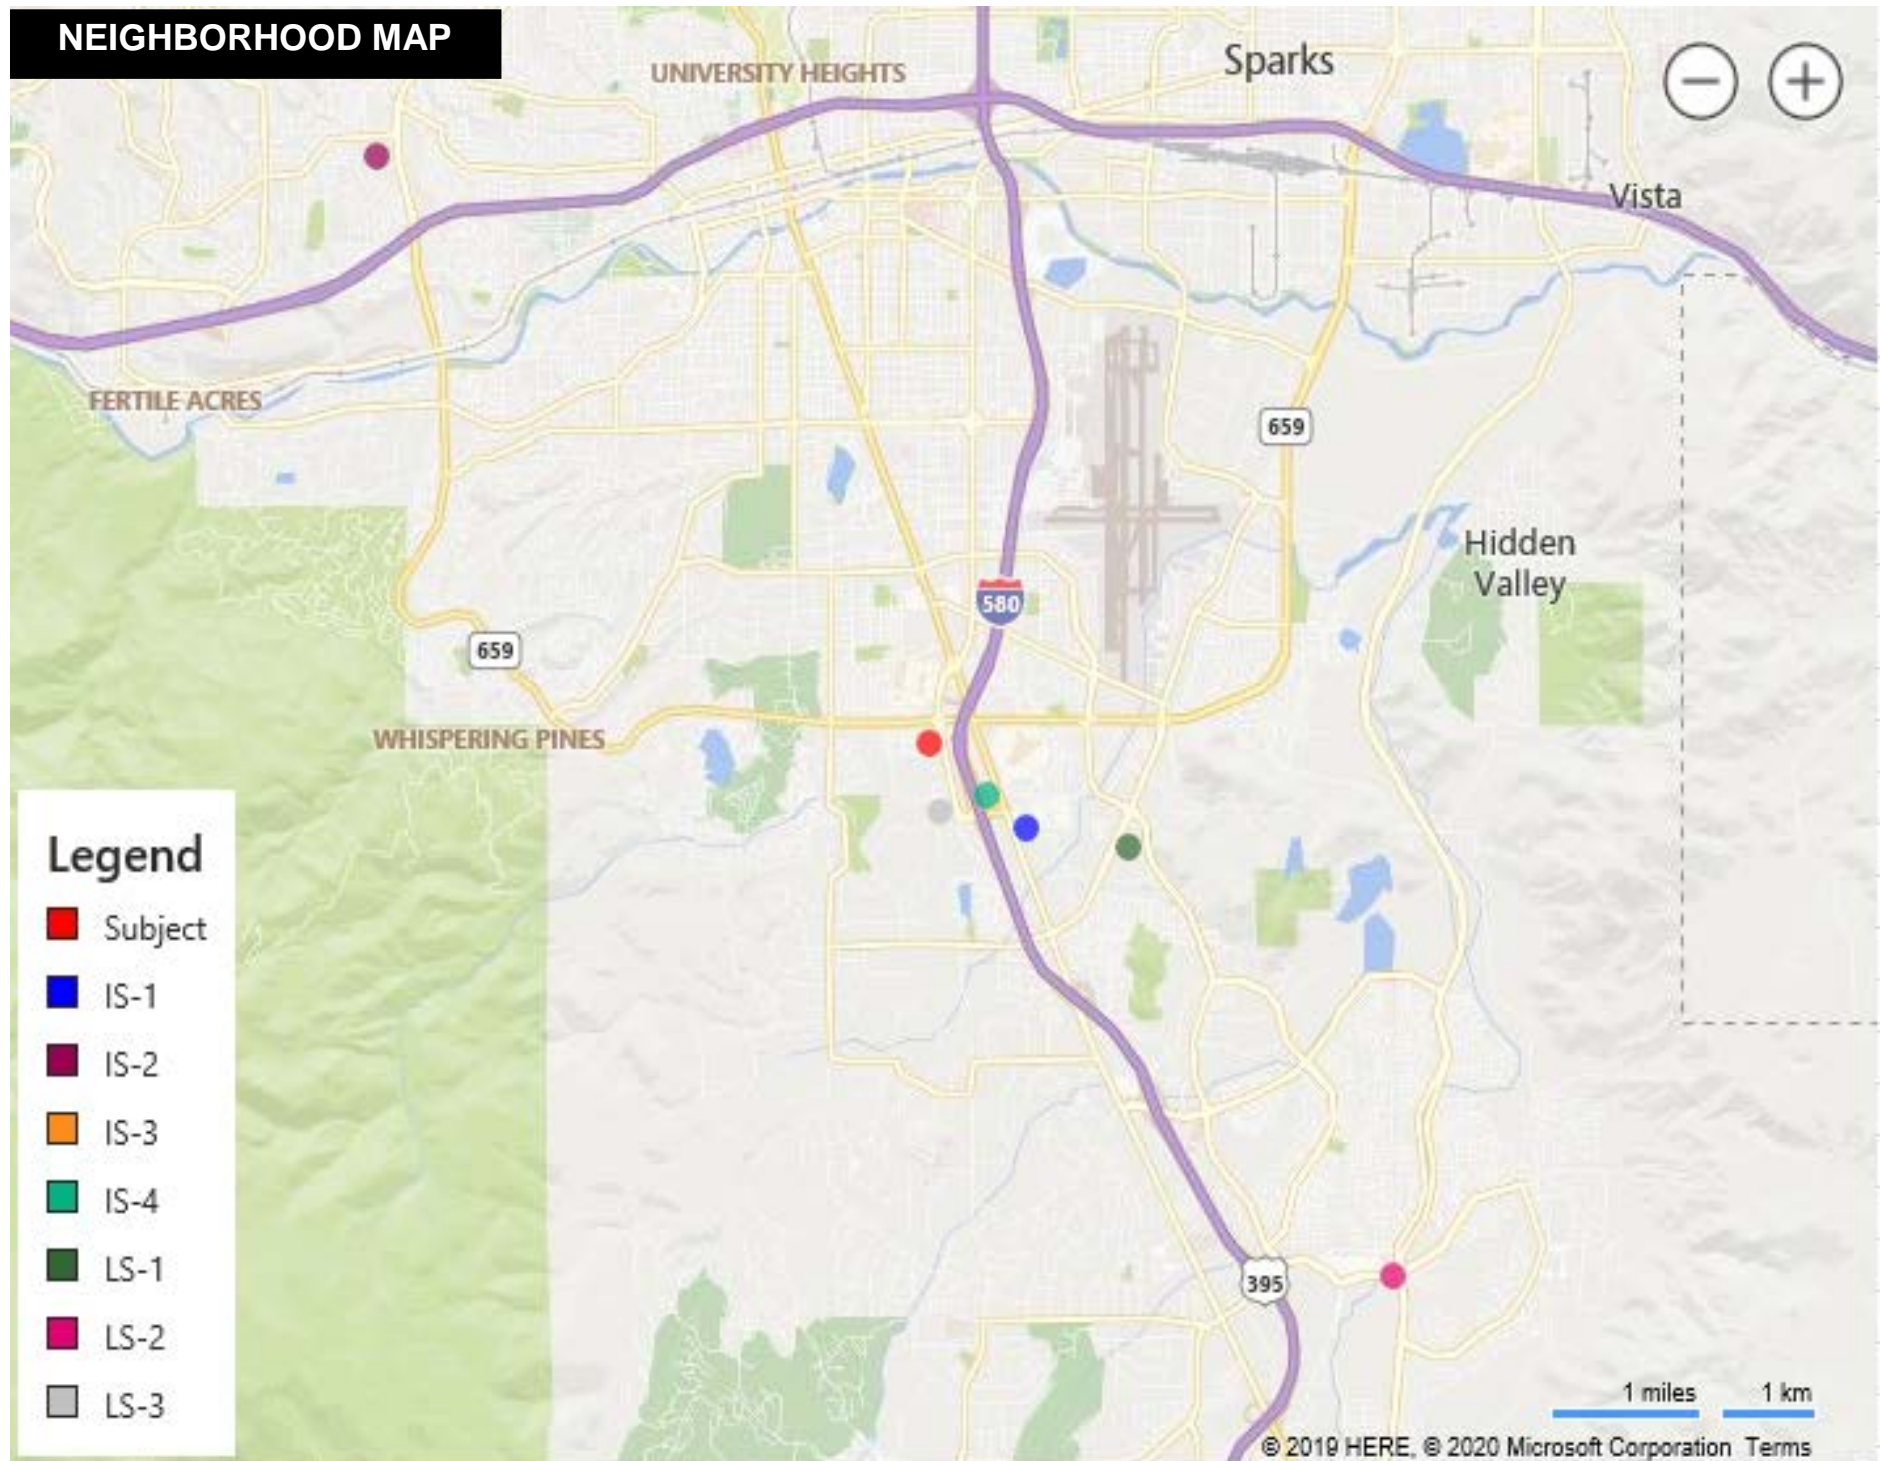 NEIGHBORHOOD MAP
UNIVERSITY HEIGHTS
Sparks
Vista
FERTILE ACRES
659
Hidden
Valley
580
659
WHISPERING PINES
Legend
Subject
IS-1
IS-2
IS-3
IS-4
LS-1
LS-2
LS-3
395
1 miles 1 km
© 2019 HERE, © 2020 Microsoft Corporation Terms